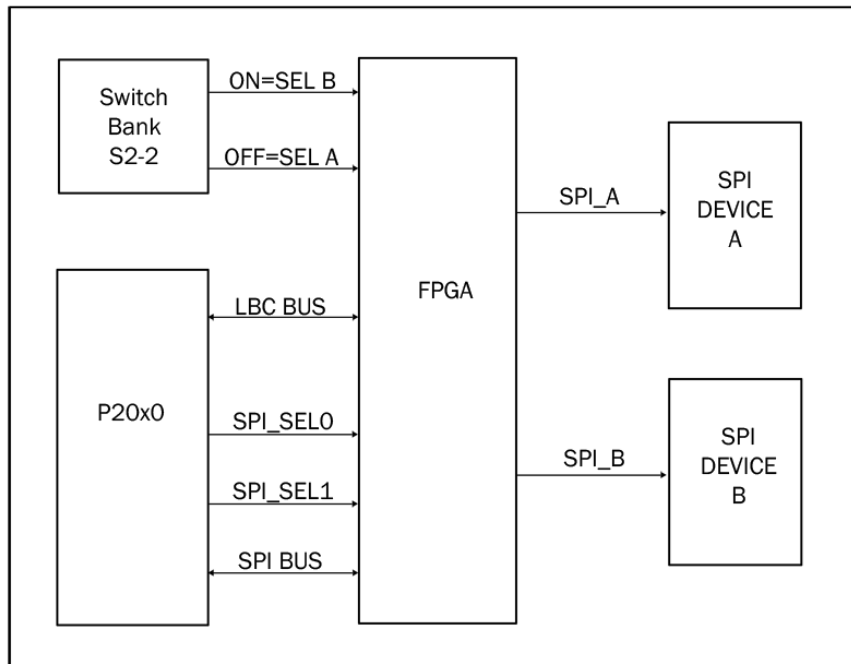 Switch
Bank
S2-2
ON=SEL B
OFF=SEL A
P20x0
LBC BUS
SPI_SEL0
SPI_SEL1
SPI BUS
FPGA
SPI_A
SPI_B
SPI
DEVICE
A
SPI
DEVICE
B